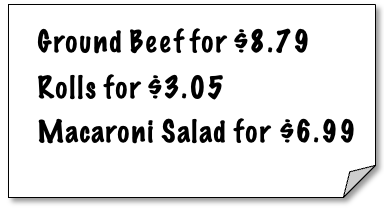 Ground Beef for $8.79
Rolls for $3.05
Macaroni Salad for $6.99